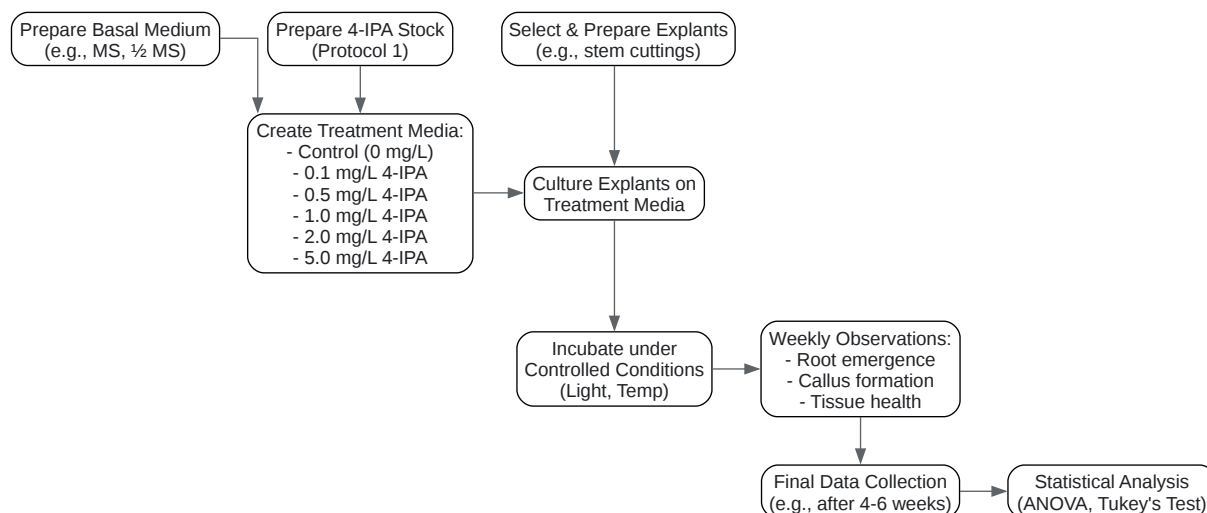 Prepare Basal Medium
(e.g., MS, ½ MS)
Prepare 4-IPA Stock
(Protocol 1)
Select & Prepare Explants
(e.g., stem cuttings)
Create Treatment Media:
- Control (0 mg/L)
- 0.1 mg/L 4-IPA
- 0.5 mg/L 4-IPA
- 1.0 mg/L 4-IPA
- 2.0 mg/L 4-IPA
- 5.0 mg/L 4-IPA
Culture Explants on
Treatment Media
Incubate under
Controlled Conditions
(Light, Temp)
Weekly Observations:
- Root emergence
- Callus formation
- Tissue health
Final Data Collection
(e.g., after 4-6 weeks)
Statistical Analysis
(ANOVA, Tukey's Test)